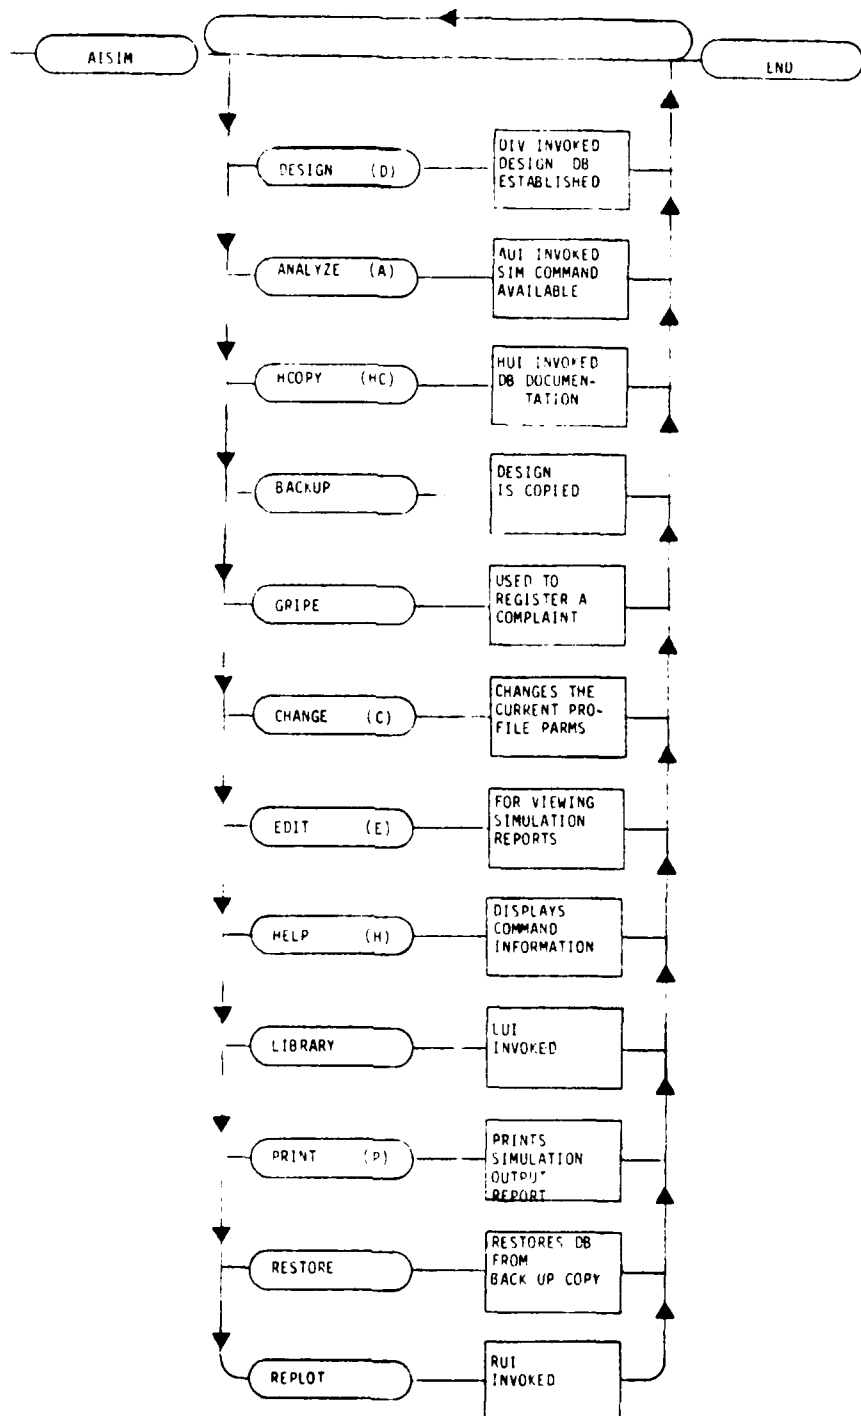 AISIM
END
DESIGN (D)
DIV INVOKED
DESIGN DB
ESTABLISHED
ANALYZE (A)
AUI INVOKED
SIM COMMAND
AVAILABLE
HCOPY (HC)
HUI INVOKED
DB DOCUMEN-
TATION
BACKUP
DESIGN
IS COPIED
GRIPE
USED TO
REGISTER A
COMPLAINT
CHANGE (C)
CHANGES THE
CURRENT PRO-
FILE PARMS
EDIT (E)
FOR VIEWING
SIMULATION
REPORTS
HELP (H)
DISPLAYS
COMMAND
INFORMATION
LIBRARY
LUI
INVOKED
PRINT (P)
PRINTS
SIMULATION
OUTPUT
REPORT
RESTORE
RESTORES DB
FROM
BACK UP COPY
REPLOT
RUI
INVOKED